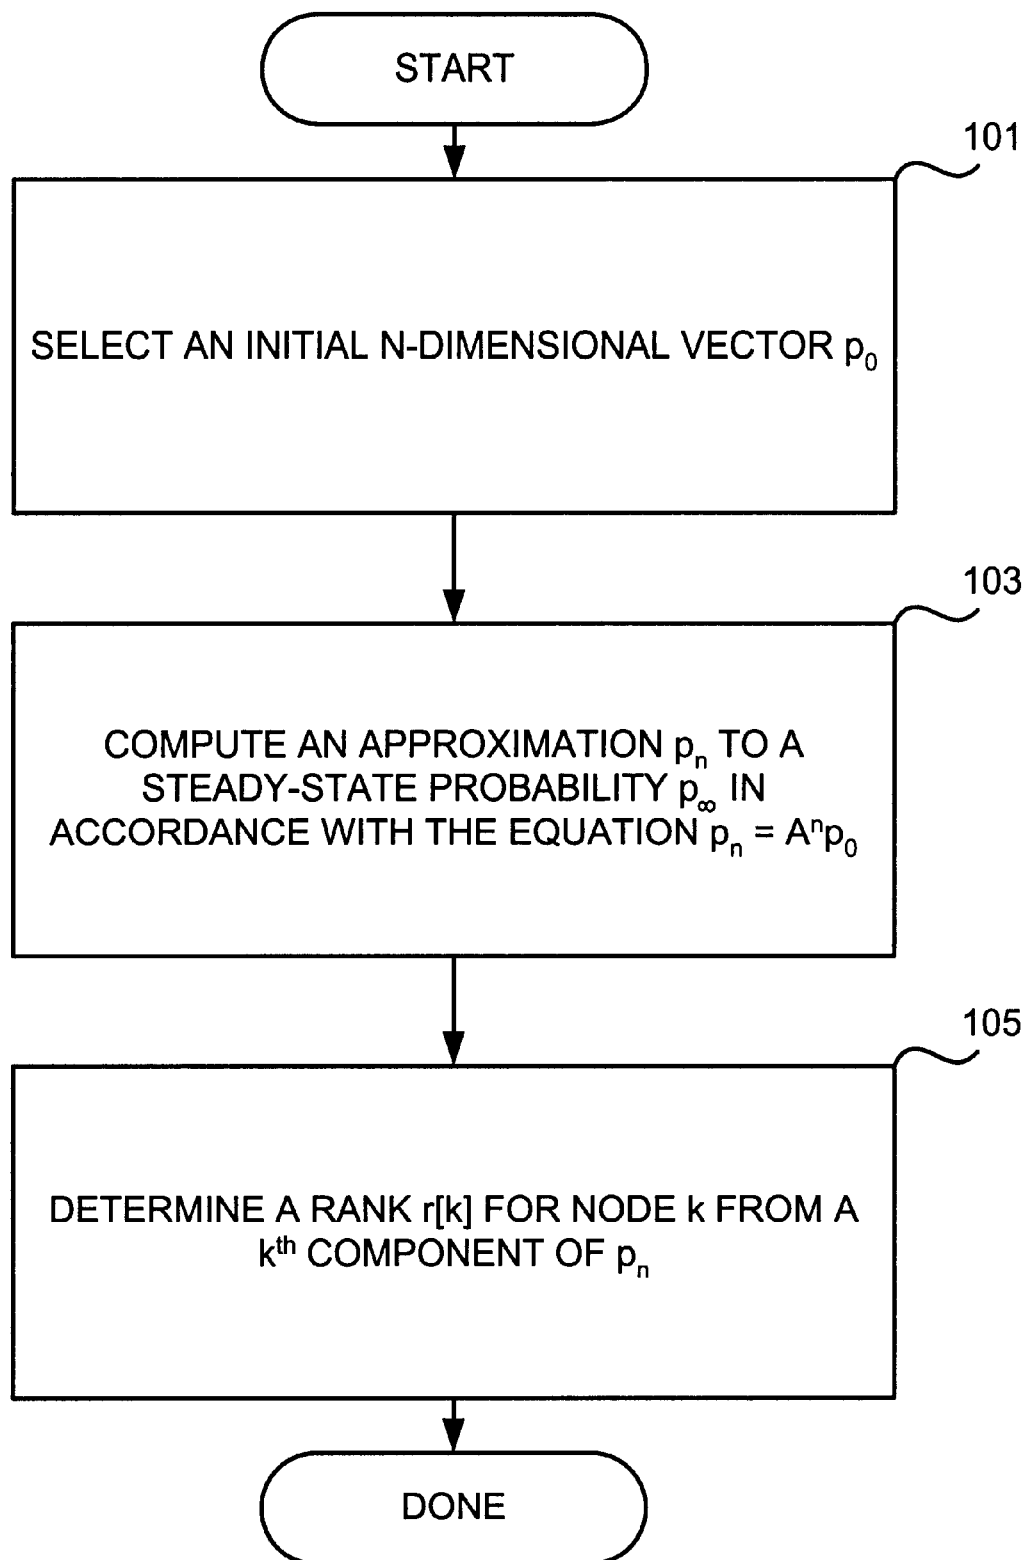 START
101
SELECT AN INITIAL N-DIMENSIONAL VECTOR p₀
103
COMPUTE AN APPROXIMATION pₙ TO A
STEADY-STATE PROBABILITY p∞ IN
ACCORDANCE WITH THE EQUATION pₙ = Aⁿp₀
105
DETERMINE A RANK r[k] FOR NODE k FROM A
kᵗʰ COMPONENT OF pₙ
DONE